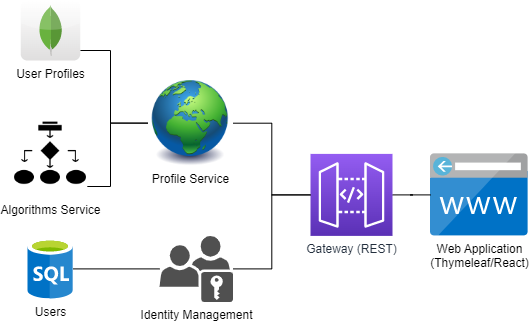 User Profiles
Algorithms Service
Profile Service
SQL
Users
Identity Management
</>
Gateway (REST)
WWW
Web Application
(Thymeleaf/React)